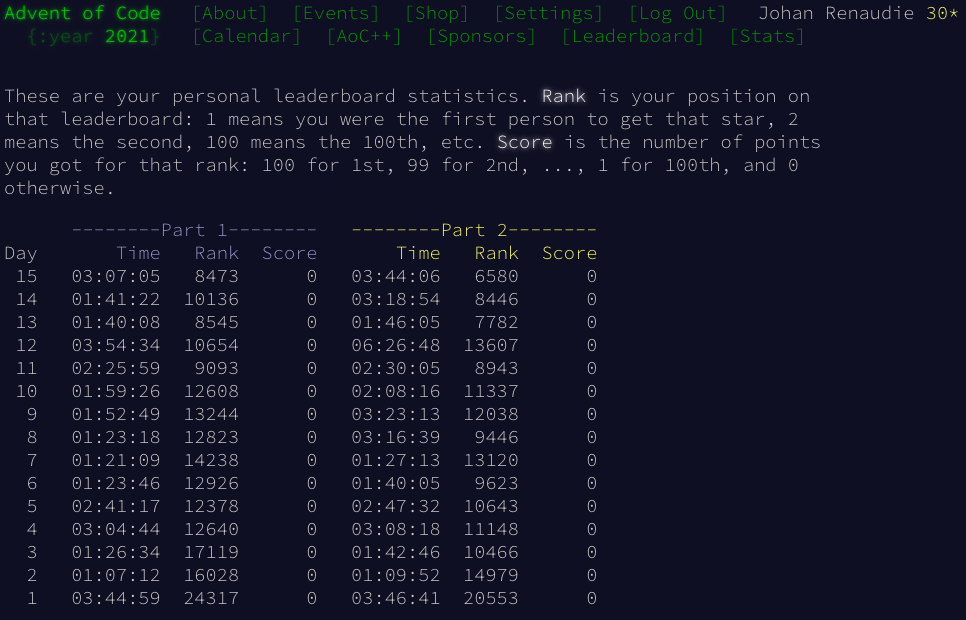 Advent of Code [About] [Events] [Shop] [Settings] [Log Out] Johan Renaudie 30*
{:year 2021} [Calendar] [AoC++] [Sponsors] [Leaderboard] [Stats]
These are your personal leaderboard statistics. Rank is your position on
that leaderboard: 1 means you were the first person to get that star, 2
means the second, 100 means the 100th, etc. Score is the number of points
you got for that rank: 100 for 1st, 99 for 2nd, ..., 1 for 100th, and 0
otherwise.
--------Part 1-------- --------Part 2--------
Day Time Rank Score Time Rank Score
15 03:07:05 8473 0 03:44:06 6580 0
14 01:41:22 10136 0 03:18:54 8446 0
13 01:40:08 8545 0 01:46:05 7782 0
12 03:54:34 10654 0 06:26:48 13607 0
11 02:25:59 9093 0 02:30:05 8943 0
10 01:59:26 12608 0 02:08:16 11337 0
9 01:52:49 13244 0 03:23:13 12038 0
8 01:23:18 12823 0 03:16:39 9446 0
7 01:21:09 14238 0 01:27:13 13120 0
6 01:23:46 12926 0 01:40:05 9623 0
5 02:41:17 12378 0 02:47:32 10643 0
4 03:04:44 12640 0 03:08:18 11148 0
3 01:26:34 17119 0 01:42:46 10466 0
2 01:07:12 16028 0 01:09:52 14979 0
1 03:44:59 24317 0 03:46:41 20553 0